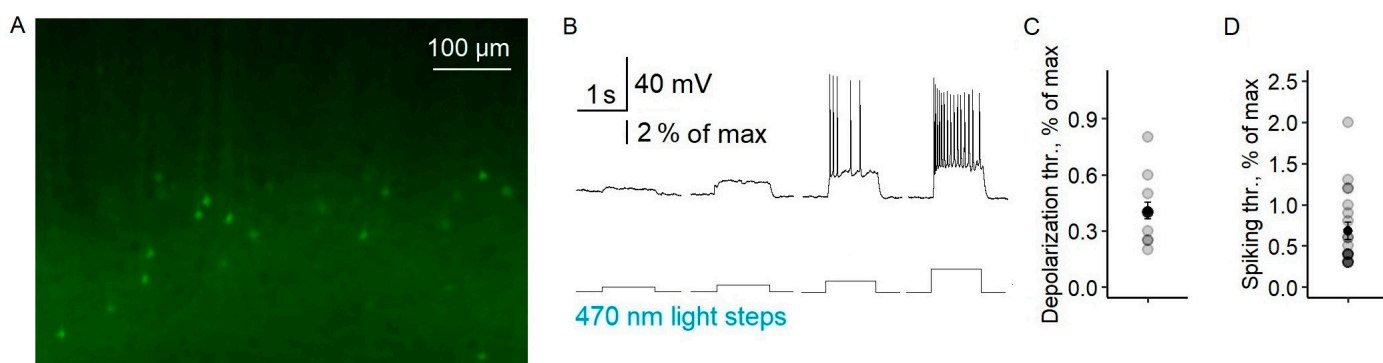 A
100 µm
B
40 mV
1 s
2 % of max
470 nm light steps
C
Depolarization thr., % of max
0.9
0.6
0.3
0.0
D
Spiking thr., % of max
2.5
2.0
1.5
1.0
0.5
0.0